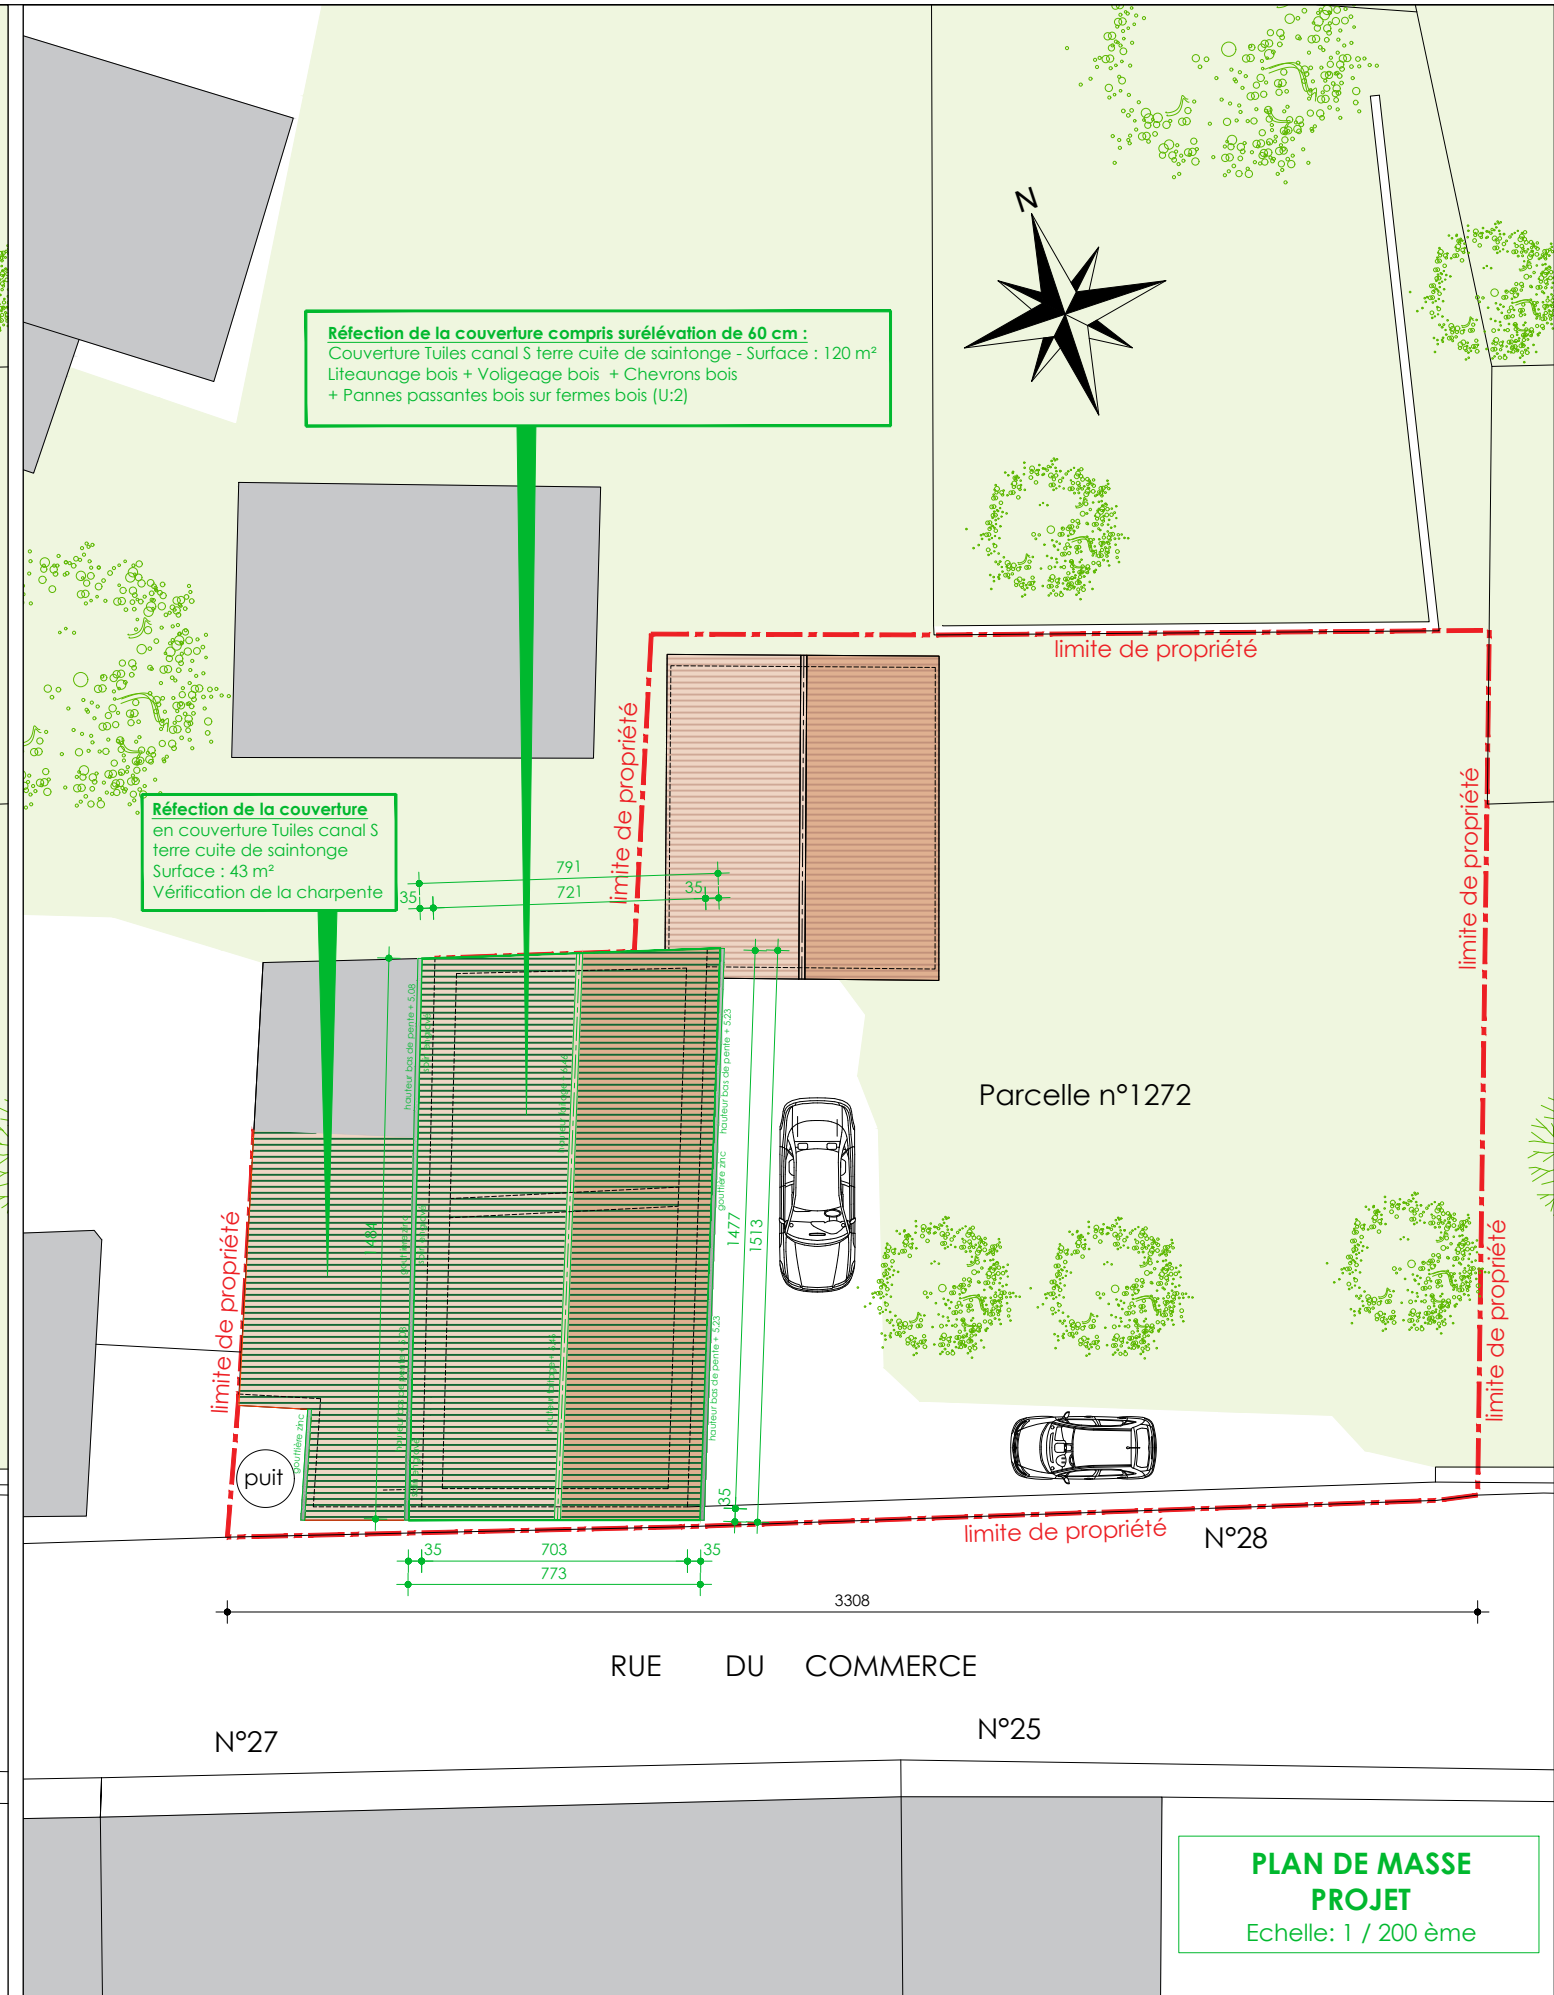 N
Réfection de la couverture compris surélévation de 60 cm :
Couverture Tuiles canal S terre cuite de saintonge - Surface : 120 m²
Liteaunage bois + Voligeage bois + Chevrons bois
+ Pannes passantes bois sur fermes bois (U:2)
limite de propriété
limite de propriété
limite de propriété
Réfection de la couverture
en couverture Tuiles canal S
terre cuite de saintonge
Surface : 43 m²
Vérification de la charpente
791
35
721
35
hauteur bas de pente + 5.08
hauteur bas de pente + 5.23
gouttière zinc
Parcelle n°1272
1484
1477
1513
limite de propriété
limite de propriété
hauteur bas de pente + 5.23
gouttière zinc
puit
35
limite de propriété
N°28
35
703
35
773
3308
RUE DU COMMERCE
N°27
N°25
PLAN DE MASSE
PROJET
Echelle: 1 / 200 ème